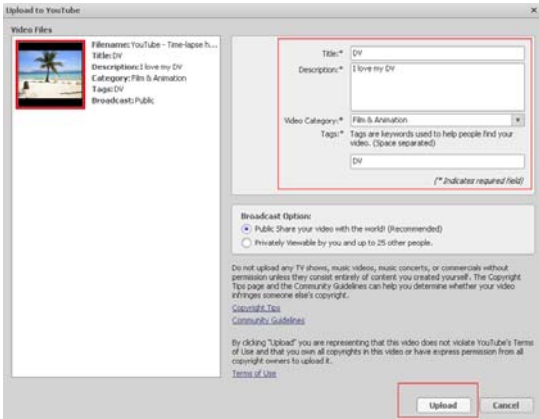 Upload to YouTube
Video Files
Filename: YouTube - Time-lapse h...
Title: DV
Description: I love my DV
Category: Film & Animation
Tags: DV
Broadcast: Public
Title:* DV
Description:* I love my DV
Video Category:* Film & Animation
Tags:* Tags are keywords used to help people find your
video. (Space separated)
DV
(* Indicates required field)
Broadcast Option:
Public Share your video with the world! (Recommended)
Privately Viewable by you and up to 25 other people.
Do not upload any TV shows, music videos, music concerts, or commercials without
permission unless they consist entirely of content you created yourself. The Copyright
Tips page and the Community Guidelines can help you determine whether your video
infringes someone else's copyright.
Copyright Tips
Community Guidelines
By clicking "Upload" you are representing that this video does not violate YouTube's Terms
of Use and that you own all copyrights in this video or have express permission from all
copyright owners to upload it.
Terms of Use
Upload Cancel